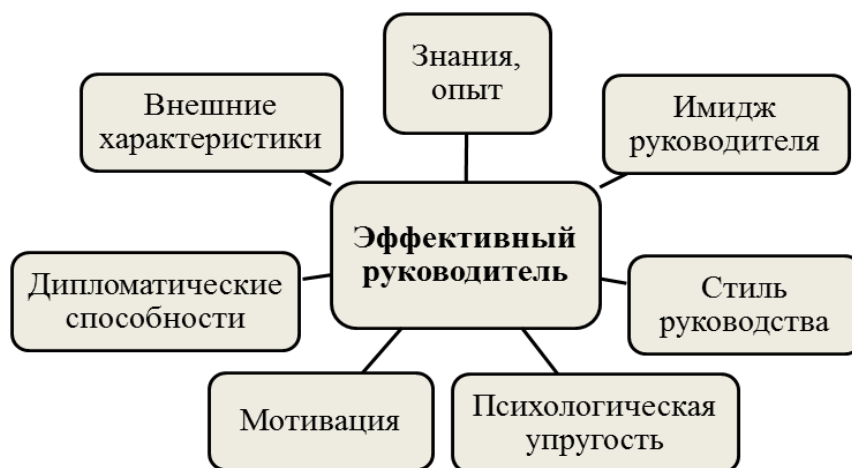 Знания,
опыт
Внешние
характеристики
Имидж
руководителя
Эффективный
руководитель
Дипломатические
способности
Стиль
руководства
Мотивация
Психологическая
упругость